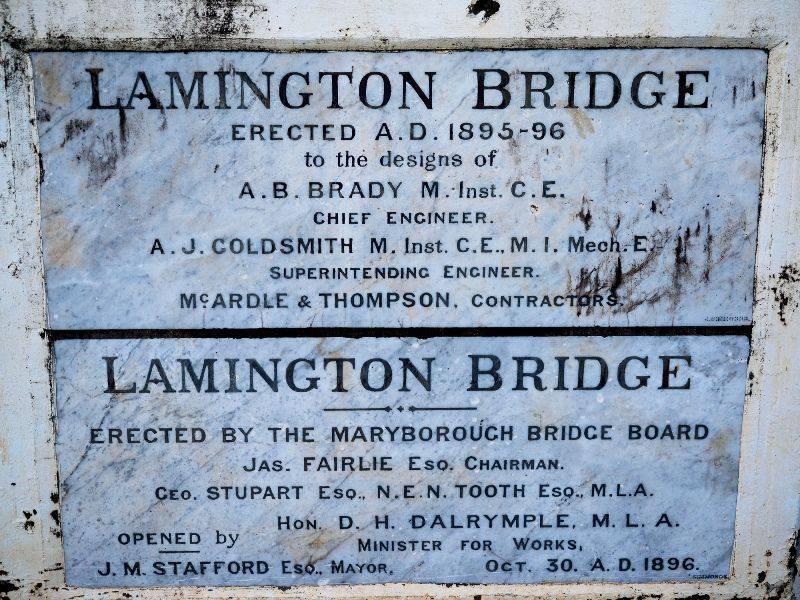 LAMINGTON BRIDGE
ERECTED A.D. 1895-96
to the designs of
A. B. BRADY M. Inst. C. E.
CHIEF ENGINEER.
A. J. GOLDSMITH M. Inst. C.E., M. I. Mech. E.
SUPERINTENDING ENGINEER.
McARDLE & THOMPSON, CONTRACTORS.
LAMINGTON BRIDGE
ERECTED BY THE MARYBOROUGH BRIDGE BOARD
JAS. FAIRLIE ESQ. CHAIRMAN.
GEO. STUPART ESQ., N.E.N. TOOTH ESQ., M.L.A.
OPENED by
HON. D. H. DALRYMPLE, M. L. A.
MINISTER FOR WORKS,
J. M. STAFFORD ESQ., MAYOR, OCT. 30. A. D. 1896.